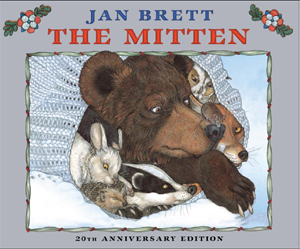 JAN BRETT
THE MITTEN
20TH ANNIVERSARY EDITION